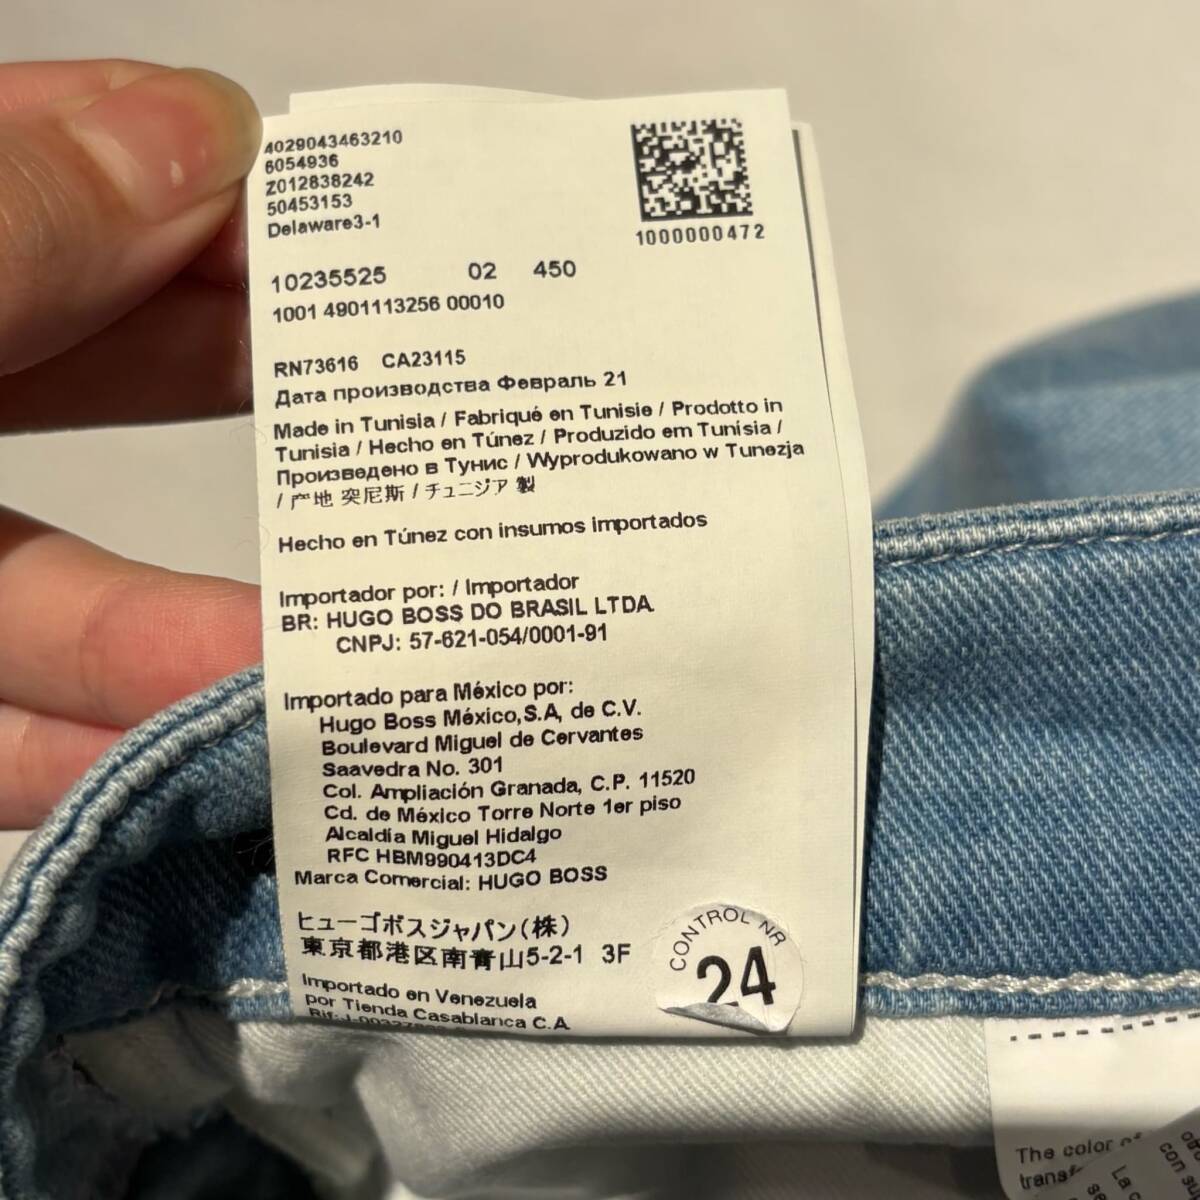 4029043463210
6054936
Z012838242
50453153
Delaware3-1
1000000472
10235525 02 450
1001 4901113256 00010
RN73616 CA23115
Дата производства Февраль 21
Made in Tunisia / Fabriqué en Tunisie / Prodotto in
Tunisia / Hecho en Túnez / Produzido em Tunísia /
Произведено в Тунис / Wyprodukowano w Tunezja
/ 产地 突尼斯 / チュニジア 製
Hecho en Túnez con insumos importados
Importador por: / Importador
BR: HUGO BOSS DO BRASIL LTDA.
CNPJ: 57-621-054/0001-91
Importado para México por:
Hugo Boss México,S.A, de C.V.
Boulevard Miguel de Cervantes
Saavedra No. 301
Col. Ampliación Granada, C.P. 11520
Cd. de México Torre Norte 1er piso
Alcaldía Miguel Hidalgo
RFC HBM990413DC4
Marca Comercial: HUGO BOSS
ヒューゴボスジャパン(株)
東京都港区南青山5-2-1 3F
CONTROL NR
24
Importado en Venezuela
por Tienda Casablanca C.A.
The color of
La
con